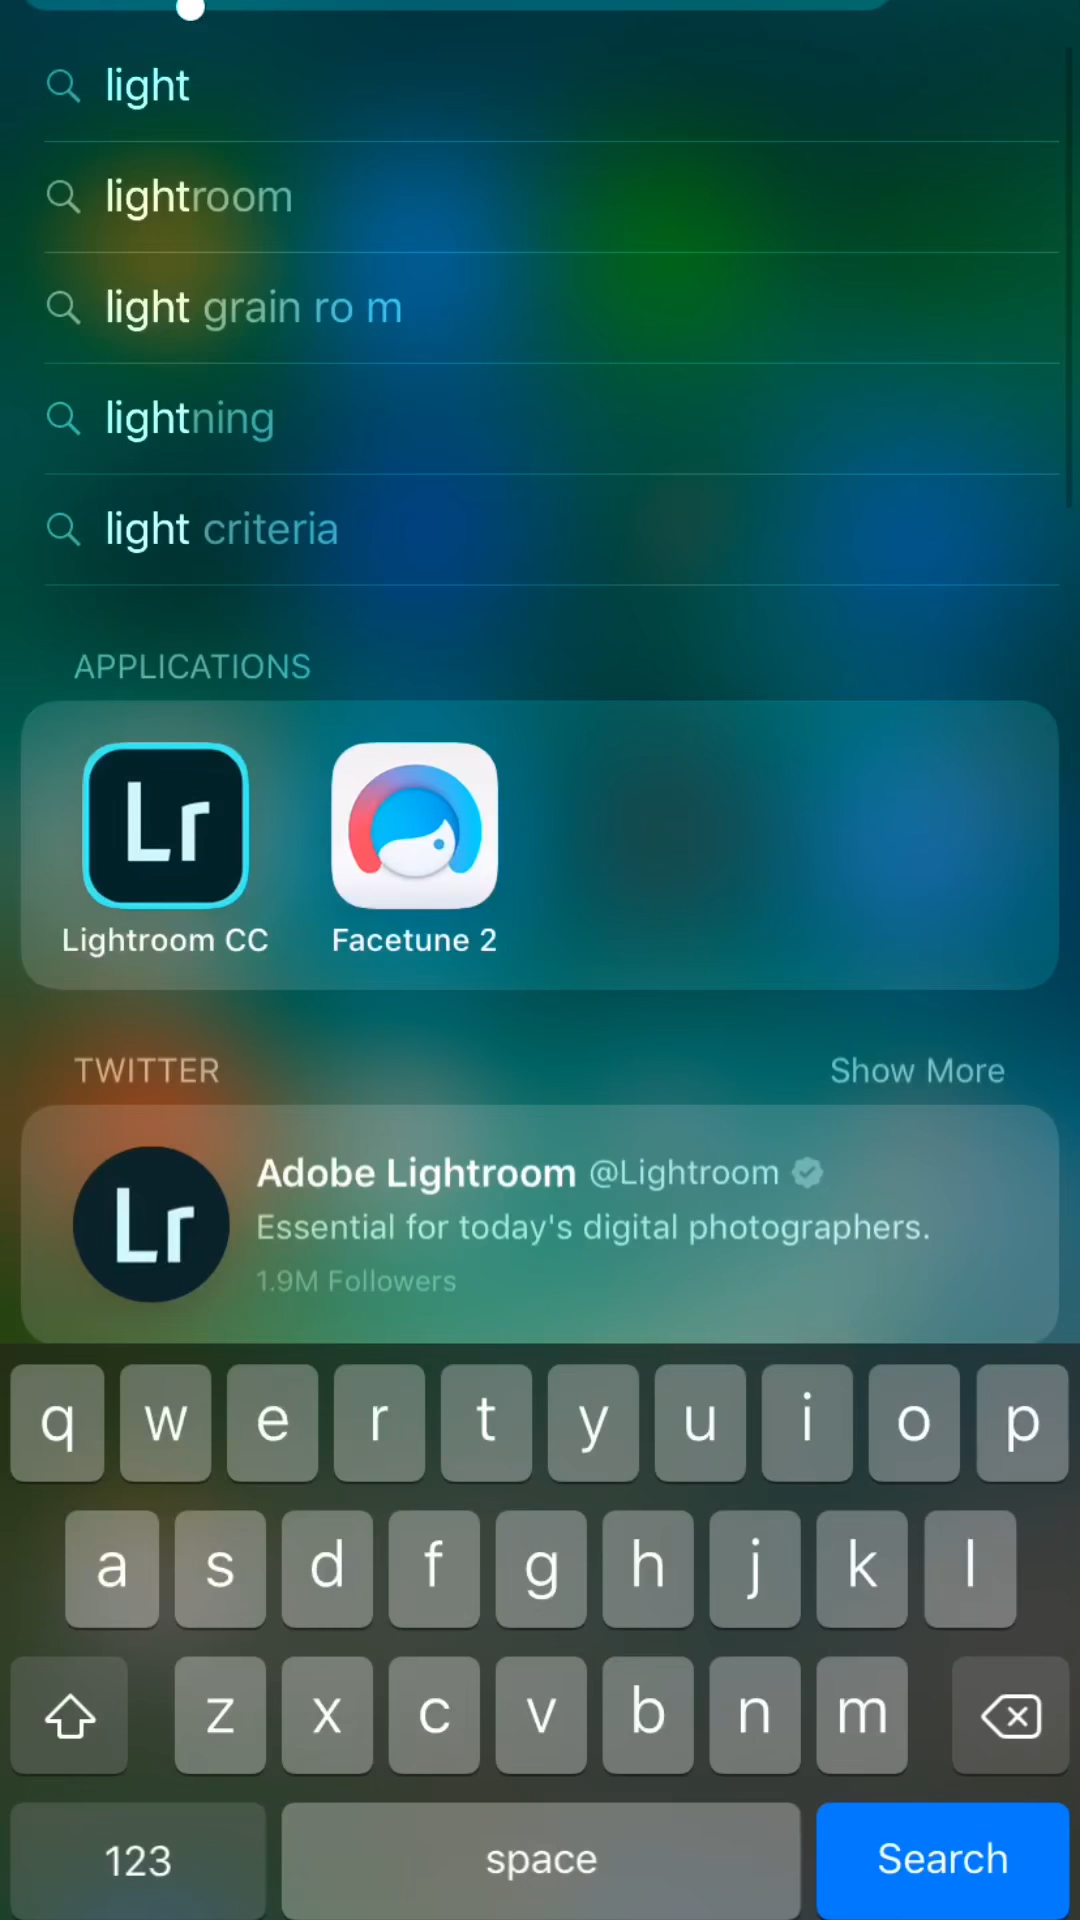 light
lightroom
light grain ro m
lightning
light criteria
APPLICATIONS
Lr
Lightroom CC
Facetune 2
TWITTER
Show More
Lr
Adobe Lightroom @Lightroom
Essential for today's digital photographers.
1.9M Followers
q w e r t y u i o p
a s d f g h j k l
z x c v b n m
123 space Search